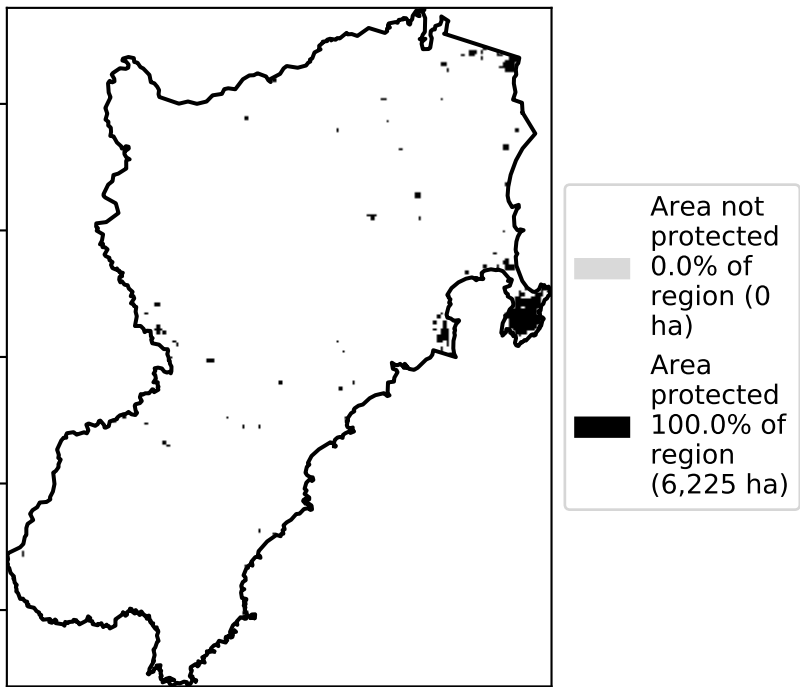 Area not
protected
0.0% of
region (0
ha)
Area
protected
100.0% of
region
(6,225 ha)